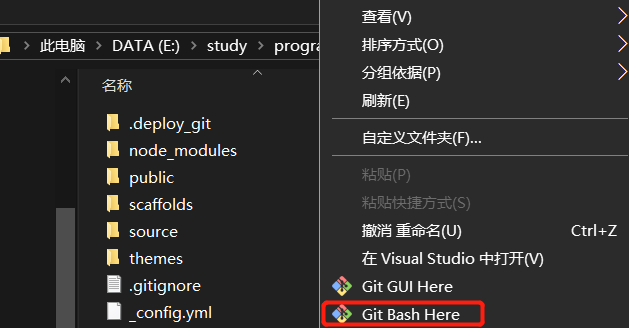 此电脑 > DATA (E:) > study > progra
名称
.deploy_git
node_modules
public
scaffolds
source
themes
.gitignore
_config.yml
查看(V)
排序方式(O)
分组依据(P)
刷新(E)
自定义文件夹(F)...
粘贴(P)
粘贴快捷方式(S)
撤消 重命名(U) Ctrl+Z
在 Visual Studio 中打开(V)
Git GUI Here
Git Bash Here